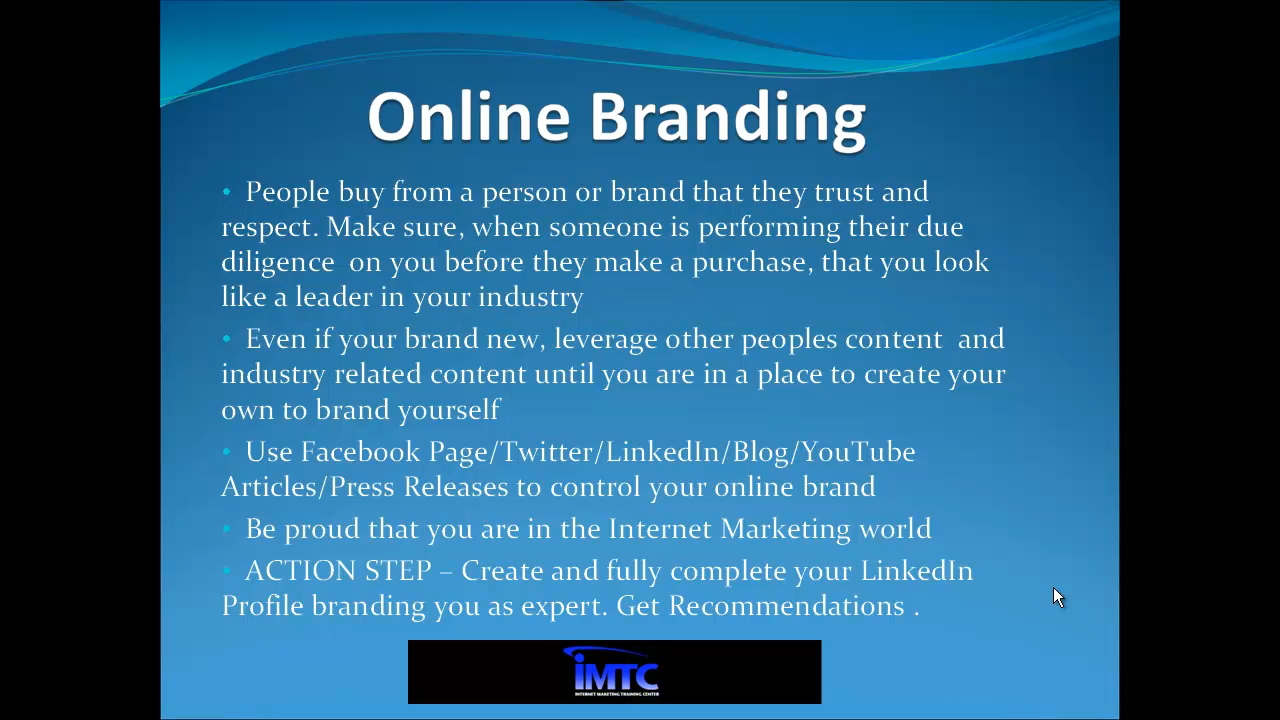 Online Branding
• People buy from a person or brand that they trust and
respect. Make sure, when someone is performing their due
diligence on you before they make a purchase, that you look
like a leader in your industry
• Even if your brand new, leverage other peoples content and
industry related content until you are in a place to create your
own to brand yourself
• Use Facebook Page/Twitter/LinkedIn/Blog/YouTube
Articles/Press Releases to control your online brand
• Be proud that you are in the Internet Marketing world
• ACTION STEP – Create and fully complete your LinkedIn
Profile branding you as expert. Get Recommendations .
iMTC
INTERNET MARKETING TRAINING CENTER